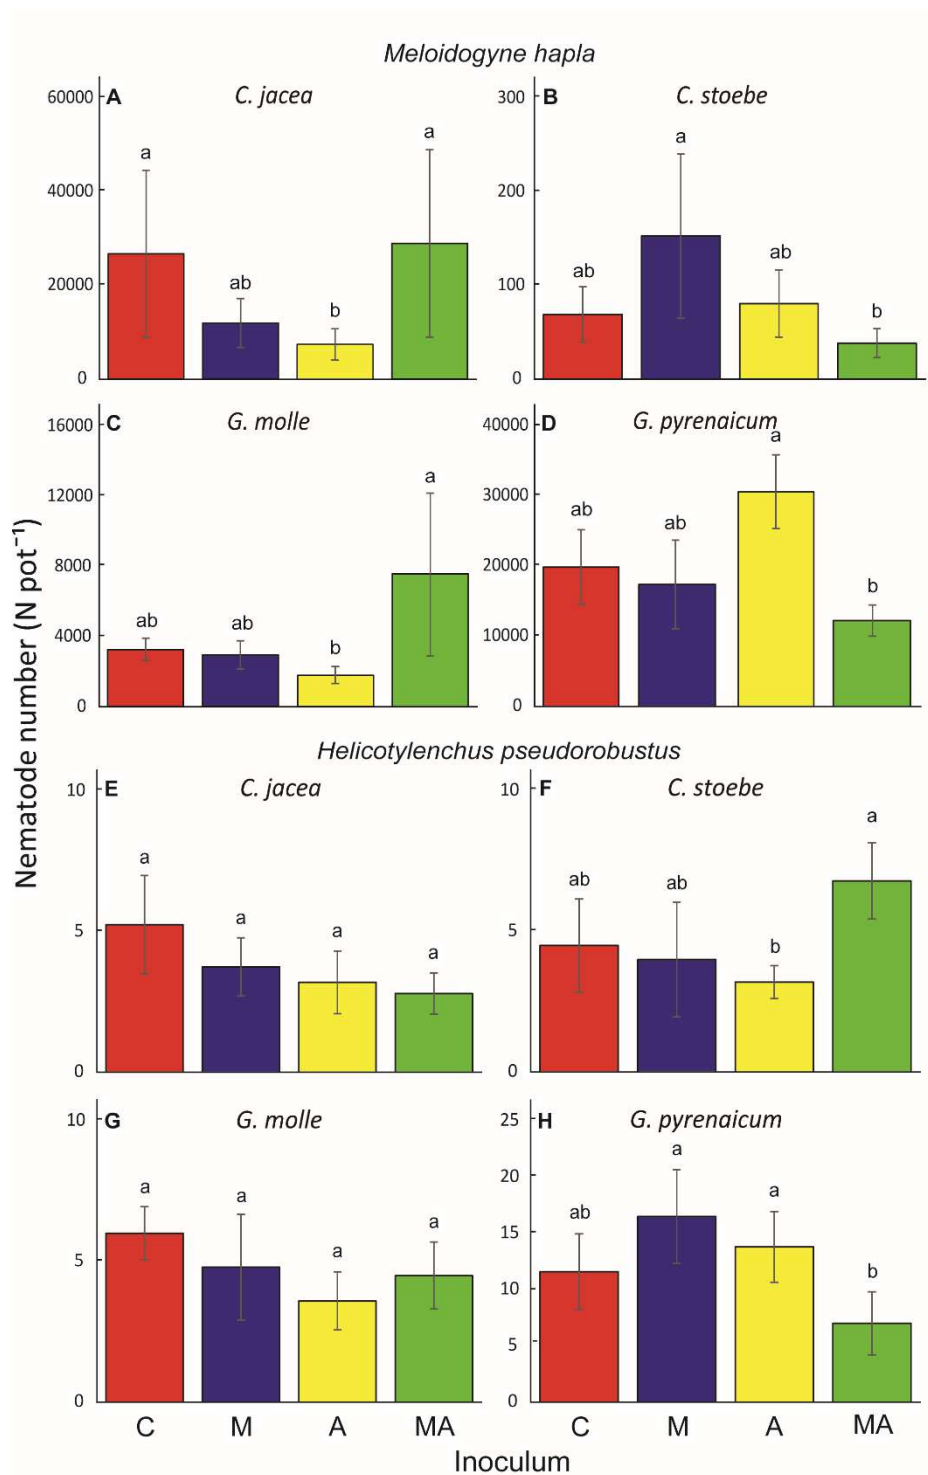 Meloidogyne hapla
A C. jacea
60000
40000
20000
0
a
ab
b
a
B C. stoebe
300
200
100
0
ab
a
ab
b
C G. molle
16000
12000
8000
4000
0
ab
ab
b
a
D G. pyrenaicum
40000
30000
20000
10000
0
ab
ab
a
b
Nematode number (N pot⁻¹)
Helicotylenchus pseudorobustus
E C. jacea
10
5
0
a
a
a
a
F C. stoebe
10
5
0
ab
ab
b
a
G G. molle
10
5
0
a
a
a
a
H G. pyrenaicum
25
20
15
10
5
0
ab
a
a
b
C M A MA
C M A MA
Inoculum